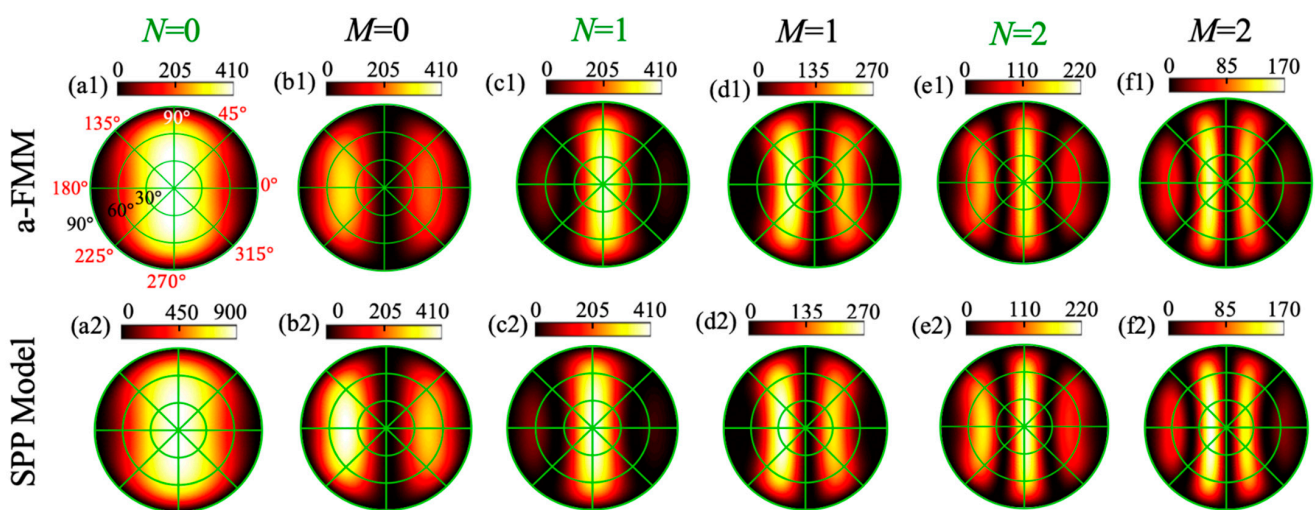 N=0 M=0 N=1 M=1 N=2 M=2
(a1) 0 205 410 (b1) 0 205 410 (c1) 0 205 410 (d1) 0 135 270 (e1) 0 110 220 (f1) 0 85 170
a-FMM
135° 90° 45°
180° 0°
90° 60° 30°
225° 315°
270°
(a2) 0 450 900 (b2) 0 205 410 (c2) 0 205 410 (d2) 0 135 270 (e2) 0 110 220 (f2) 0 85 170
SPP Model